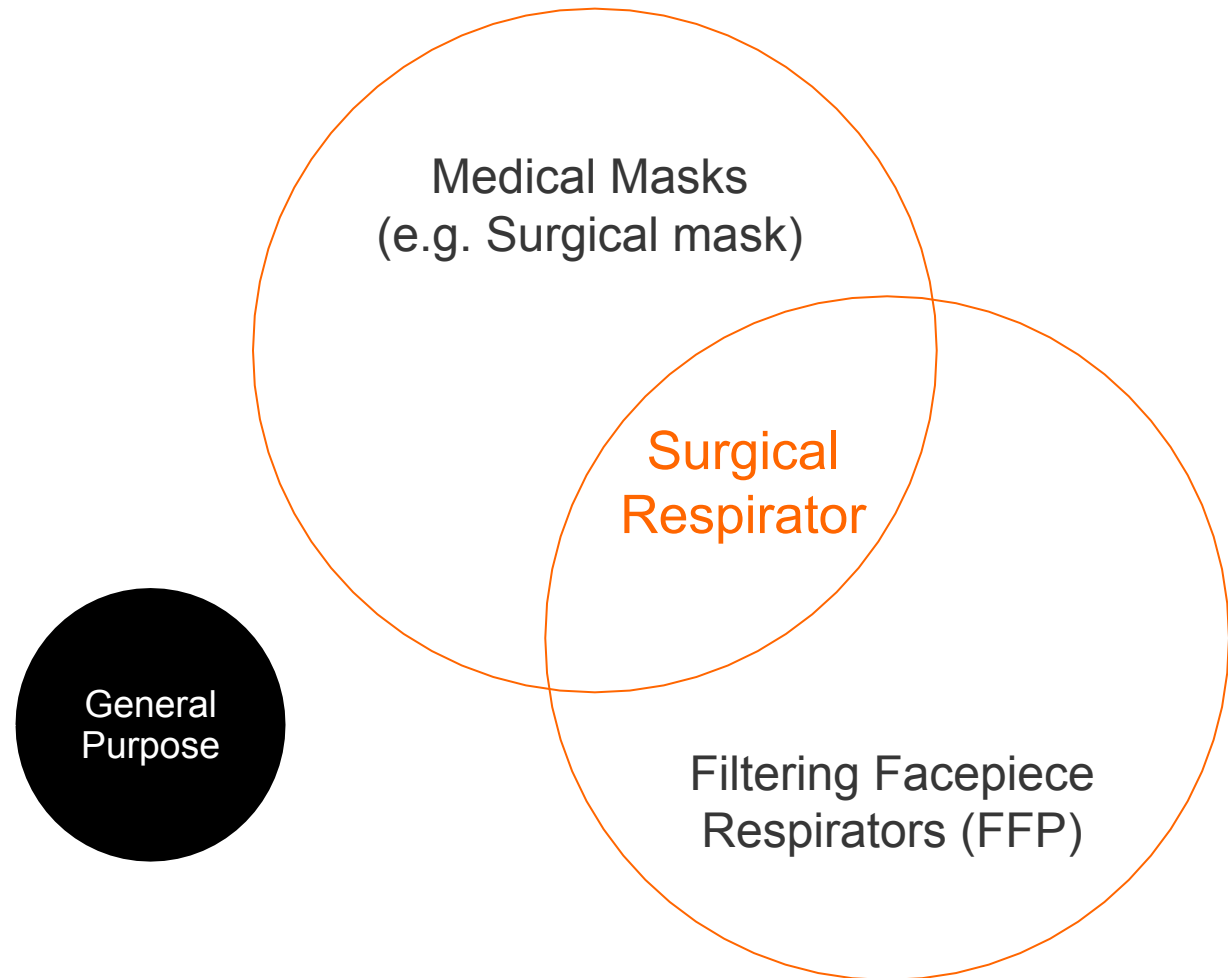 Medical Masks
(e.g. Surgical mask)
Surgical
Respirator
General
Purpose
Filtering Facepiece
Respirators (FFP)